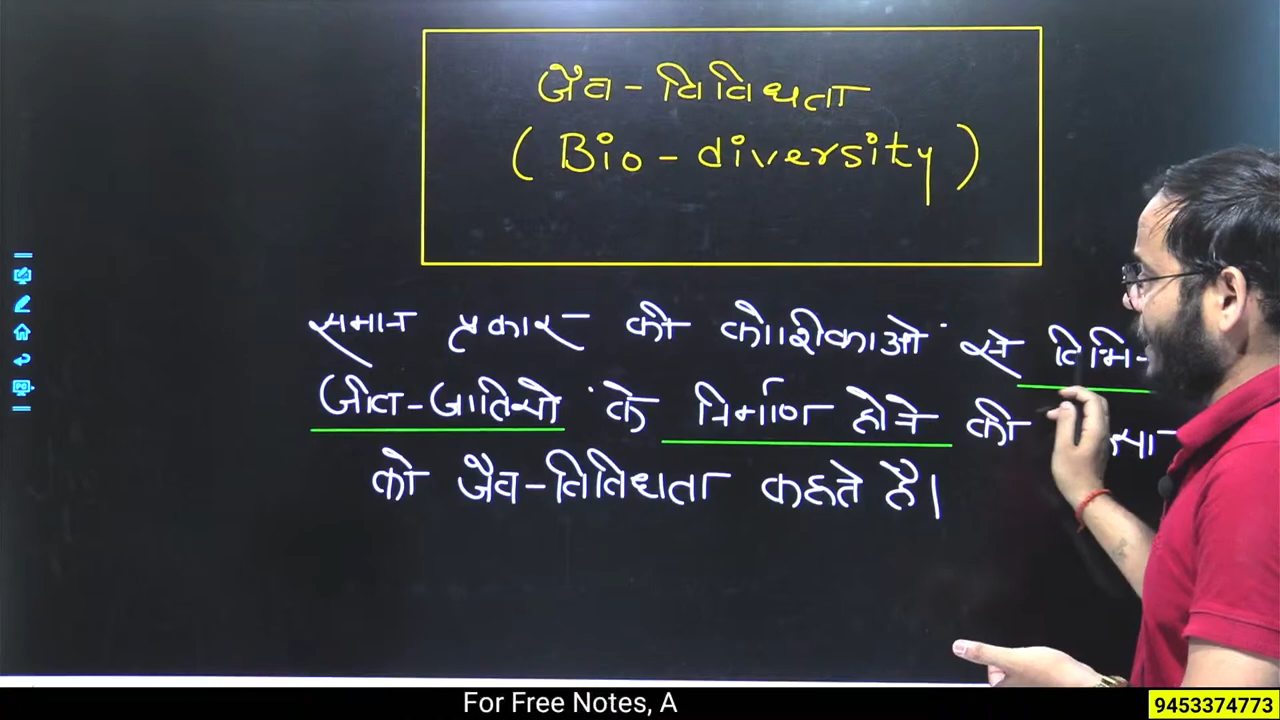 जैव-विविधता
(Bio-diversity)
समान प्रकार की कोशिकाओं से
जीव-जातियों के निर्माण होने की
को जैव-विविधता कहते है।
For Free Notes, A
9453374773